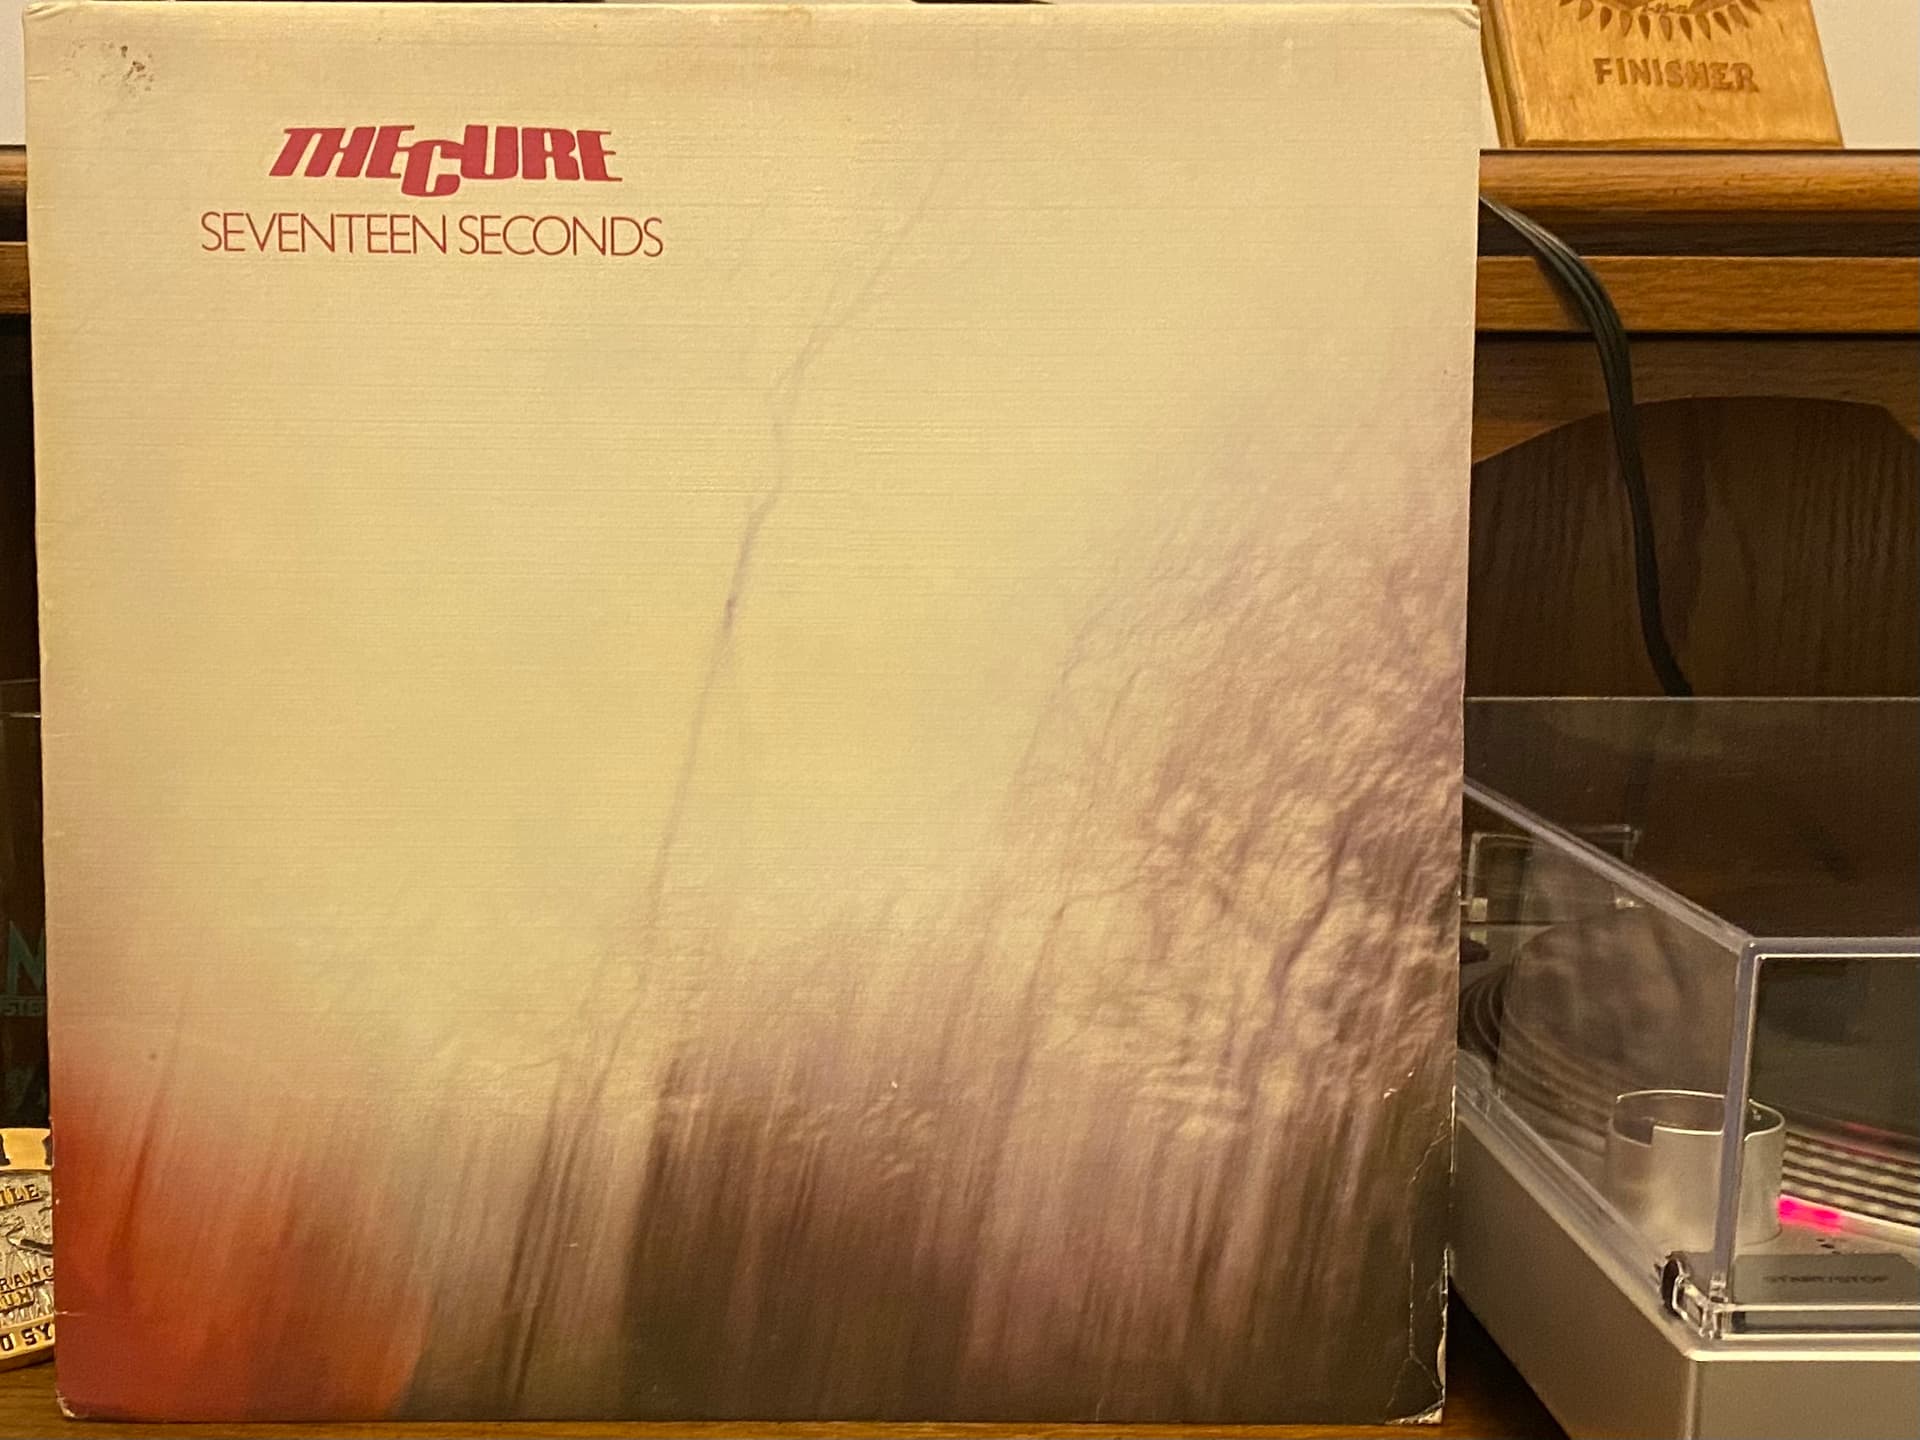 THE CURE
SEVENTEEN SECONDS
FINISHER